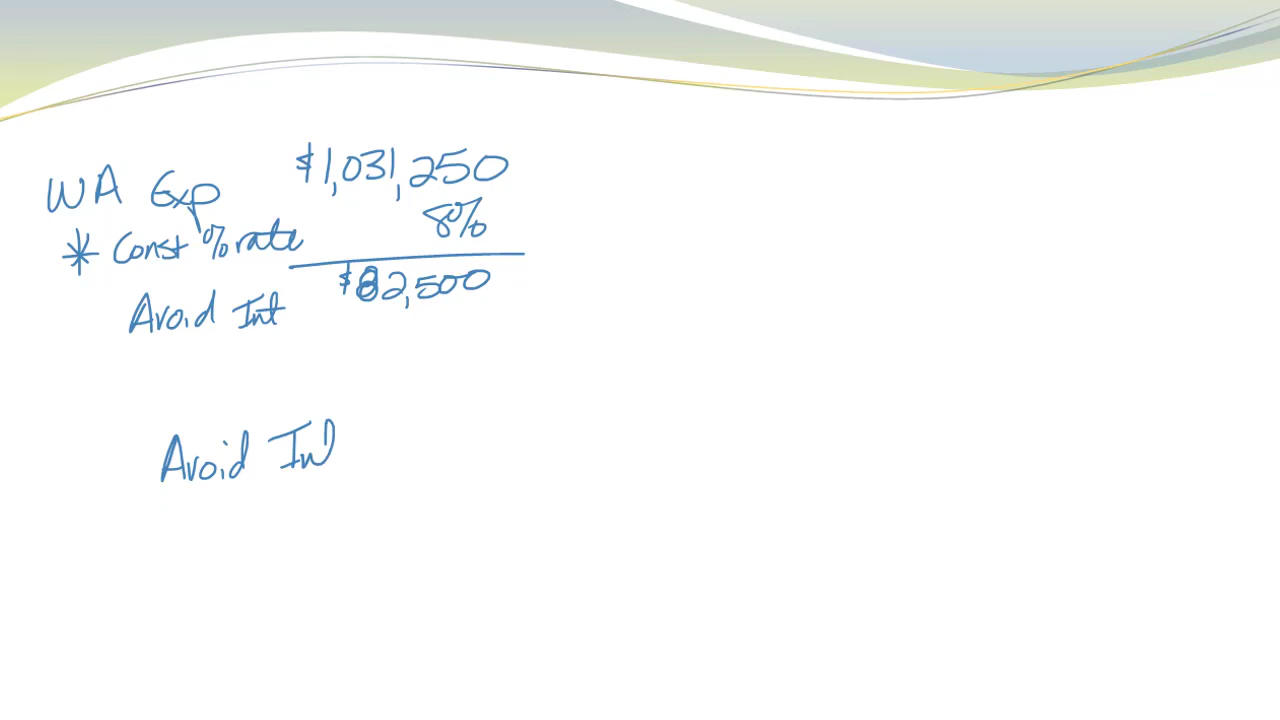 WA Exp $1,031,250
* Const % rate 8%
Avoid Int $82,500
Avoid Int